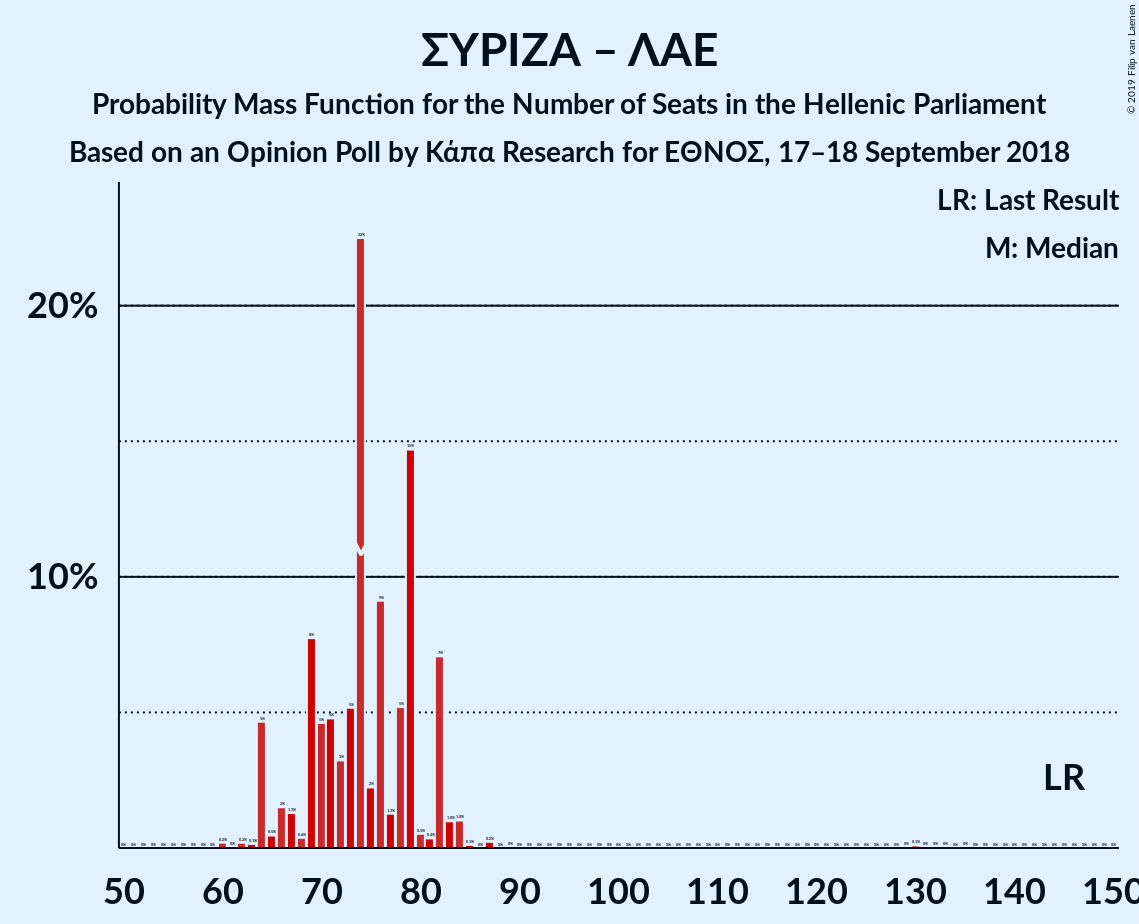 ΣΥΡΙΖΑ – ΛΑΕ
Probability Mass Function for the Number of Seats in the Hellenic Parliament
Based on an Opinion Poll by Κάπα Research for ΕΘΝΟΣ, 17–18 September 2018
© 2019 Filip van Laenen
LR: Last Result
M: Median
20%
10%
LR
50 60 70 80 90 100 110 120 130 140 150